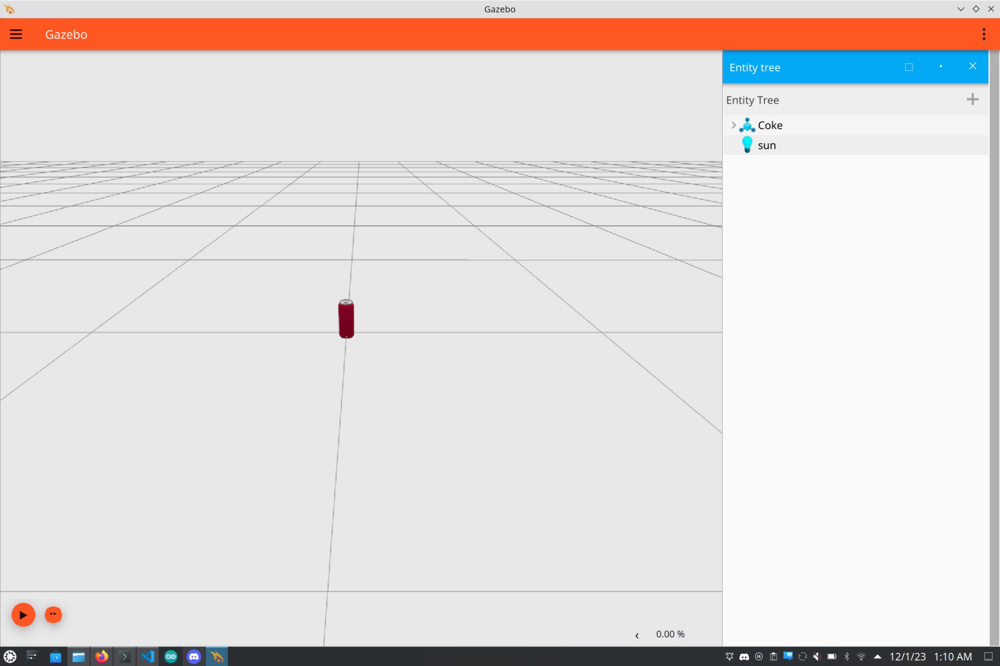 Gazebo
Gazebo
Entity tree
Entity Tree
Coke
sun
0.00 %
12/1/23 1:10 AM